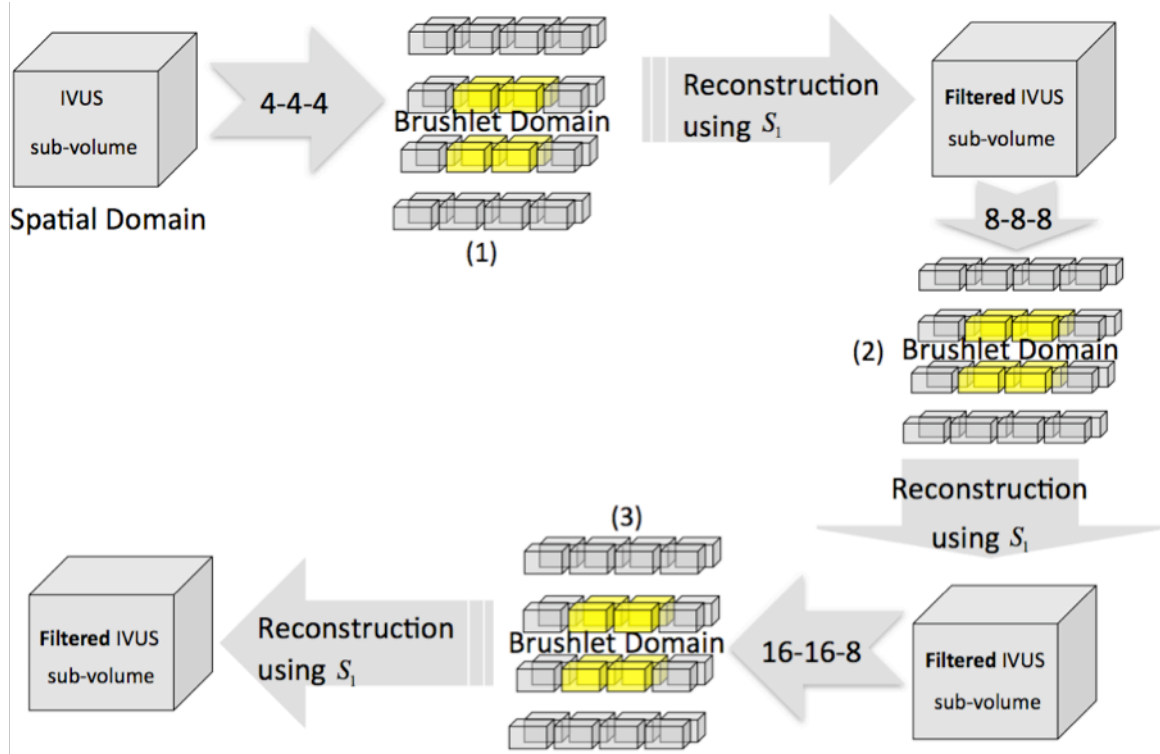 IVUS
sub-volume
Spatial Domain
4-4-4
Brushlet Domain
(1)
Reconstruction
using S₁
Filtered IVUS
sub-volume
8-8-8
(2) Brushlet Domain
Reconstruction
using S₁
Filtered IVUS
sub-volume
16-16-8
(3)
Brushlet Domain
Reconstruction
using S₁
Filtered IVUS
sub-volume